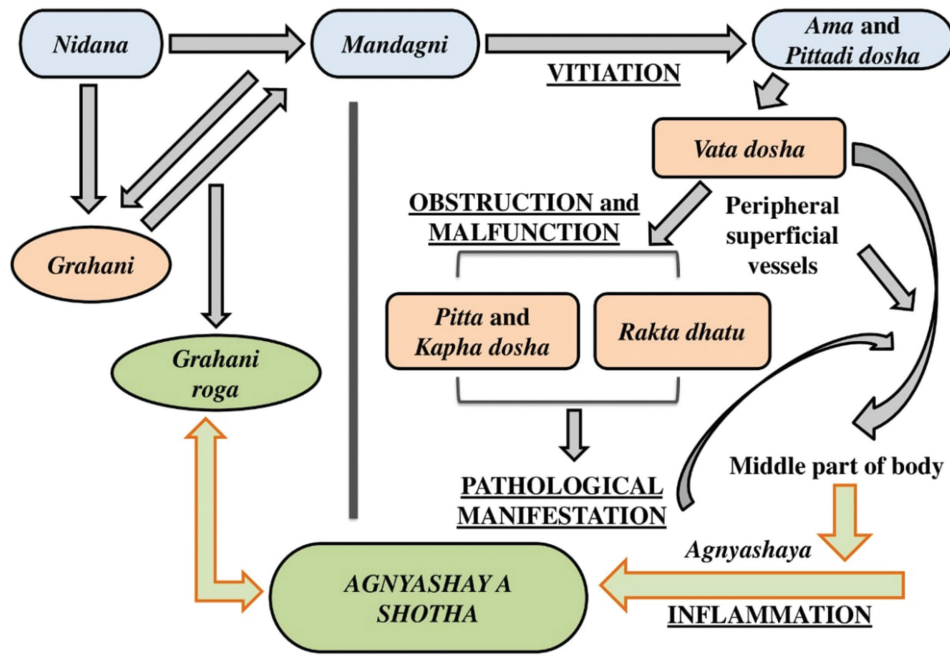 Nidana
Mandagni
Ama and
Pittadi dosha
VITIATION
Vata dosha
OBSTRUCTION and
MALFUNCTION
Peripheral
superficial
vessels
Grahani
Pitta and
Kapha dosha
Rakta dhatu
Grahani
roga
Middle part of body
PATHOLOGICAL
MANIFESTATION
Agnyashaya
AGNYASHAY A
SHOTHA
INFLAMMATION